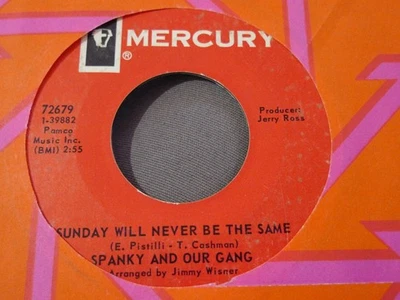 MERCURY
®
72679
1-39882
Pamco
Music Inc.
(BMI) 2:55
Producer:
Jerry Ross
SUNDAY WILL NEVER BE THE SAME
(E. Pistilli - T. Cashman)
SPANKY AND OUR GANG
Arranged by Jimmy Wisner